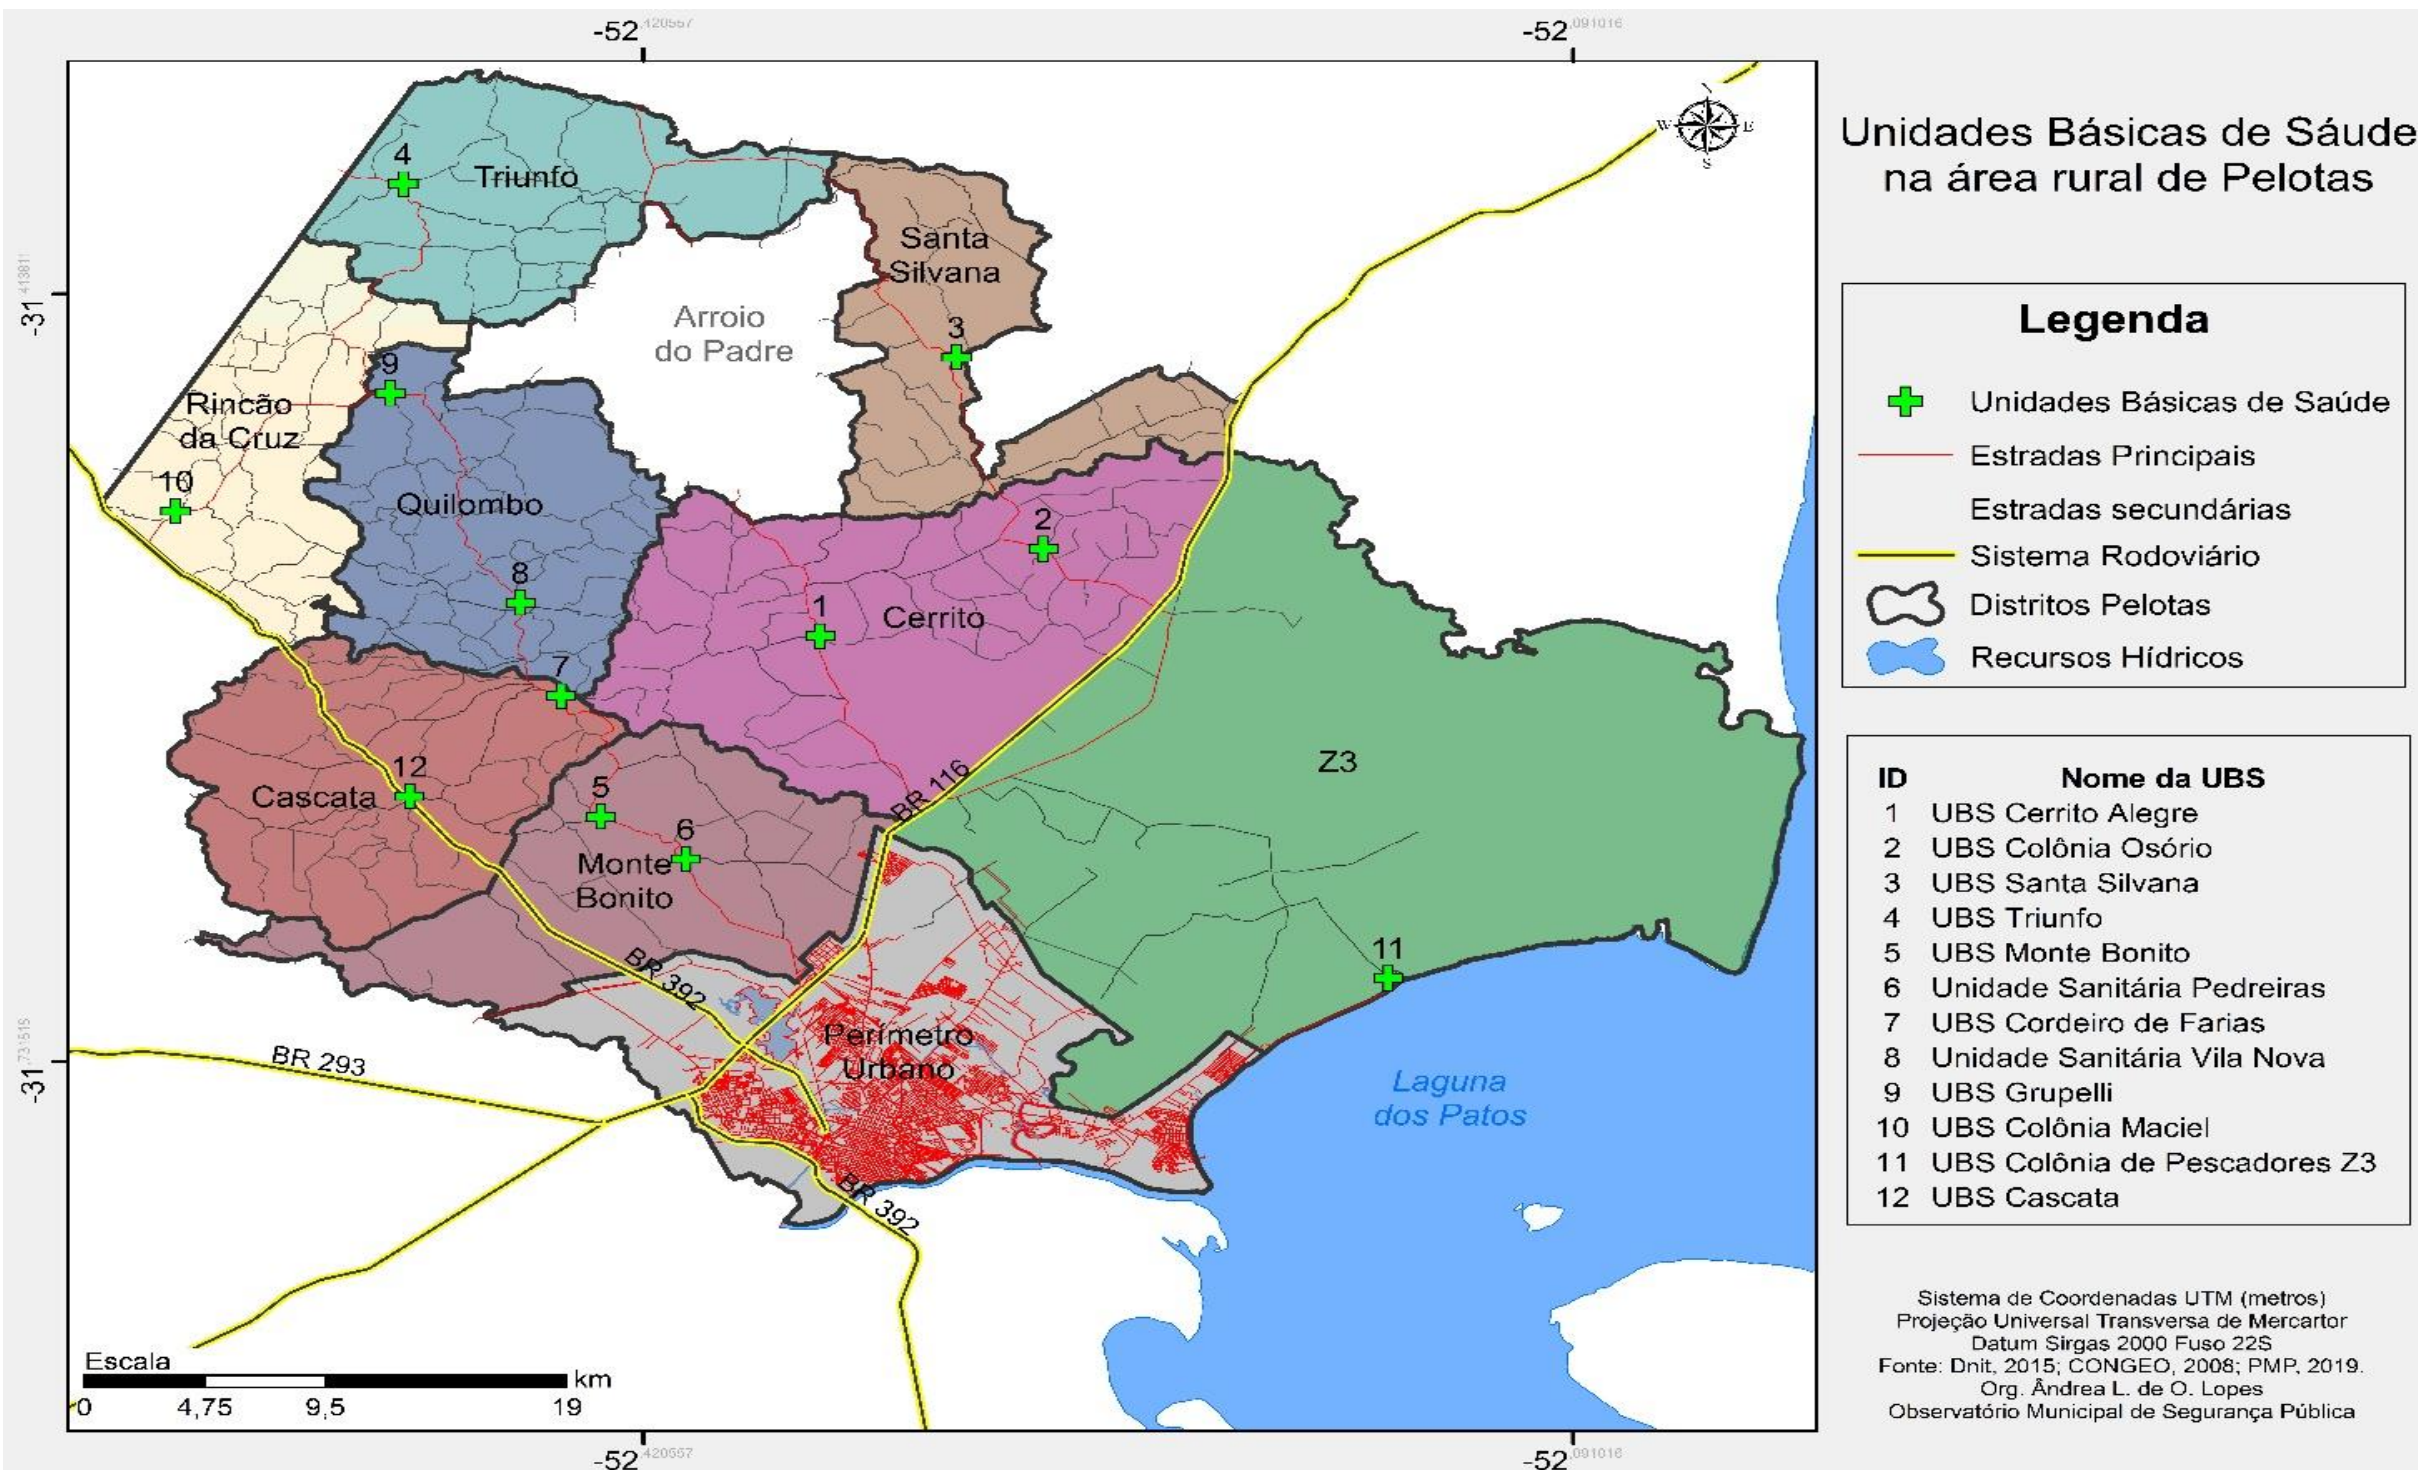 -52,420557
-52,091016
Unidades Básicas de Sáude
na área rural de Pelotas
N
W
E
S
4
Triunfo
Santa
Silvana
-31,413811
Arroio
do Padre
3
9
Rincão
da Cruz
10
Quilombo
2
8
1
Cerrito
7
Z3
12
Cascata
5
BR 116
6
Monte
Bonito
11
BR 392
Perímetro
Urbano
-31,731515
BR 293
Laguna
dos Patos
BR 392
Escala
km
0
4,75
9,5
19
-52,420557
-52,091016
Legenda
Unidades Básicas de Saúde
Estradas Principais
Estradas secundárias
Sistema Rodoviário
Distritos Pelotas
Recursos Hídricos
ID Nome da UBS
1 UBS Cerrito Alegre
2 UBS Colônia Osório
3 UBS Santa Silvana
4 UBS Triunfo
5 UBS Monte Bonito
6 Unidade Sanitária Pedreiras
7 UBS Cordeiro de Farias
8 Unidade Sanitária Vila Nova
9 UBS Grupelli
10 UBS Colônia Maciel
11 UBS Colônia de Pescadores Z3
12 UBS Cascata
Sistema de Coordenadas UTM (metros)
Projeção Universal Transversa de Mercartor
Datum Sirgas 2000 Fuso 22S
Fonte: Dnit, 2015; CONGEO, 2008; PMP, 2019.
Org. Ândrea L. de O. Lopes
Observatório Municipal de Segurança Pública